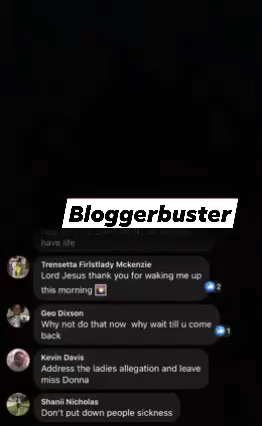 Bloggerbuster
have life
Trensetta Firlstlady Mckenzie
Lord Jesus thank you for waking me up
this morning
2
Geo Dixson
Why not do that now why wait till u come
back
1
Kevin Davis
Address the ladies allegation and leave
miss Donna
Shanii Nicholas
Don't put down people sickness